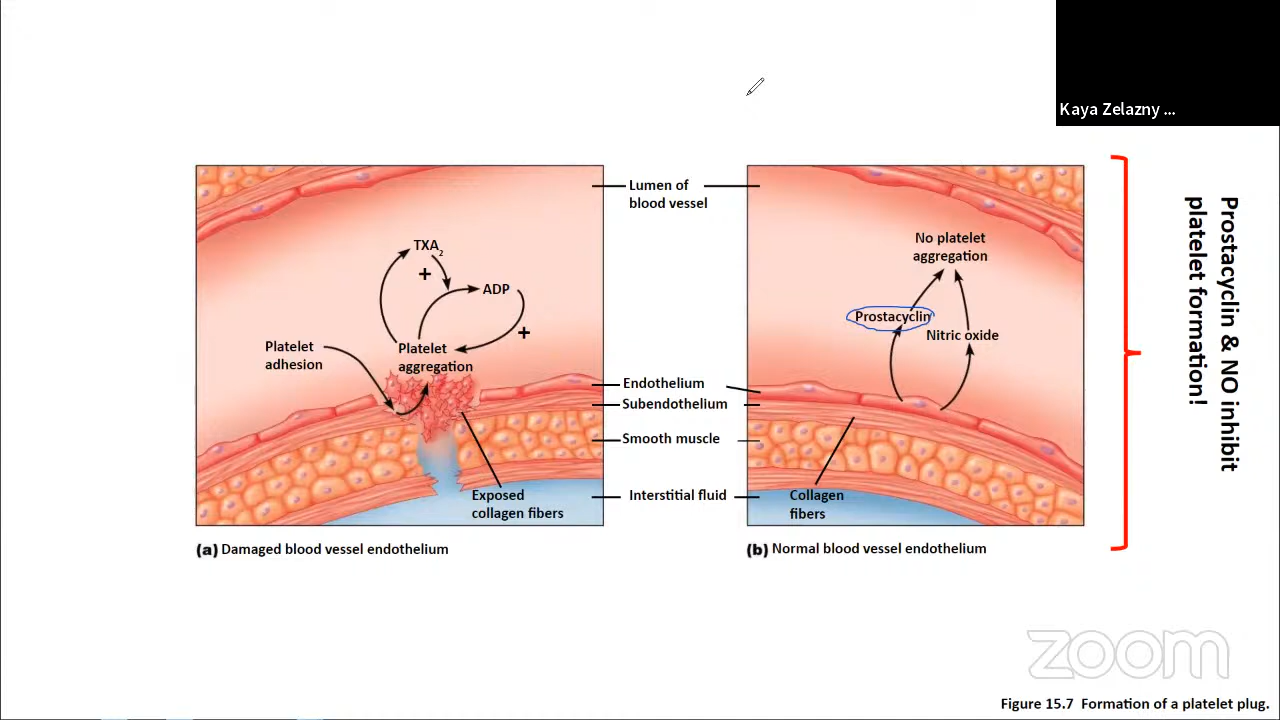 Kaya Zelazny ...
Lumen of
blood vessel
TXA2
+
ADP
+
Platelet
adhesion
Platelet
aggregation
Endothelium
Subendothelium
Smooth muscle
Exposed
collagen fibers
Interstitial fluid
(a) Damaged blood vessel endothelium
No platelet
aggregation
Prostacyclin
Nitric oxide
Collagen
fibers
(b) Normal blood vessel endothelium
Prostacyclin & NO inhibit
platelet formation!
zoom
Figure 15.7 Formation of a platelet plug.